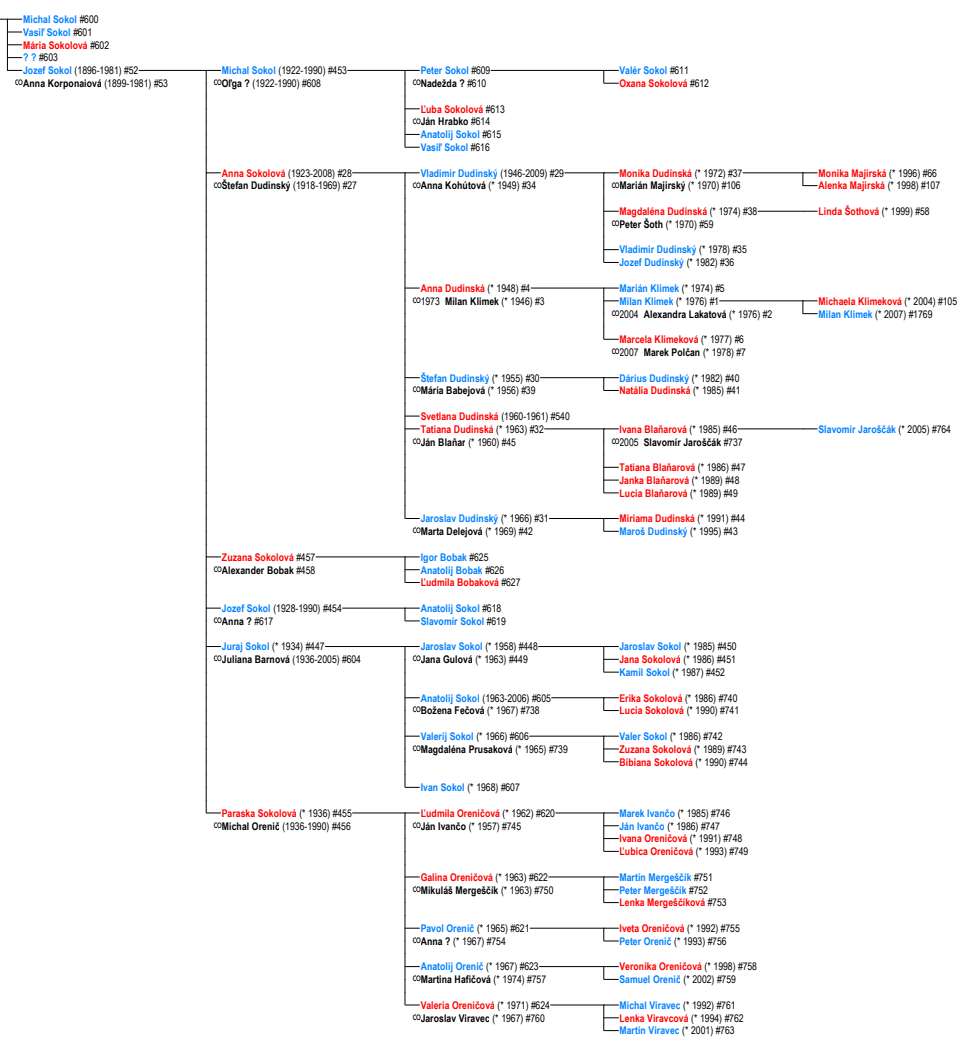 Michal Sokol #600
Vasiľ Sokol #601
Mária Sokolová #602
? ? #603
Jozef Sokol (1896-1981) #52
∞Anna Korponaiová (1899-1981) #53
Michal Sokol (1922-1990) #453
∞Oľga ? (1922-1990) #608
Peter Sokol #609
∞Nadežda ? #610
Valér Sokol #611
Oxana Sokolová #612
Ľuba Sokolová #613
∞Ján Hrabko #614
Anatolij Sokol #615
Vasiľ Sokol #616
Anna Sokolová (1923-2008) #28
∞Štefan Dudinský (1918-1969) #27
Vladimir Dudinský (1946-2009) #29
∞Anna Kohútová (* 1949) #34
Monika Dudinská (* 1972) #37
∞Marián Majirský (* 1970) #106
Monika Majirská (* 1996) #66
Alenka Majirská (* 1998) #107
Magdaléna Dudinská (* 1974) #38
∞Peter Šoth (* 1970) #59
Linda Šothová (* 1999) #58
Vladimir Dudinský (* 1978) #35
Jozef Dudinský (* 1982) #36
Anna Dudinská (* 1948) #4
∞1973 Milan Klimek (* 1946) #3
Marián Klimek (* 1974) #5
Milan Klimek (* 1976) #1
∞2004 Alexandra Lakatová (* 1976) #2
Michaela Klimeková (* 2004) #105
Milan Klimek (* 2007) #1769
Marcela Klimeková (* 1977) #6
∞2007 Marek Polčan (* 1978) #7
Štefan Dudinský (* 1955) #30
∞Mária Babejová (* 1956) #39
Dárius Dudinský (* 1982) #40
Natália Dudinská (* 1985) #41
Svetlana Dudinská (1960-1961) #540
Tatiana Dudinská (* 1963) #32
∞Ján Blaňar (* 1960) #45
Ivana Blaňarová (* 1985) #46
∞2005 Slavomír Jaroščák #737
Slavomír Jaroščák (* 2005) #764
Tatiana Blaňarová (* 1986) #47
Janka Blaňarová (* 1989) #48
Lucia Blaňarová (* 1989) #49
Jaroslav Dudinský (* 1966) #31
∞Marta Delejová (* 1969) #42
Miriama Dudinská (* 1991) #44
Maroš Dudinský (* 1995) #43
Zuzana Sokolová #457
∞Alexander Bobak #458
Igor Bobak #625
Anatolij Bobak #626
Ľudmila Bobaková #627
Jozef Sokol (1928-1990) #454
∞Anna ? #617
Anatolij Sokol #618
Slavomír Sokol #619
Juraj Sokol (* 1934) #447
∞Juliana Barnová (1936-2005) #604
Jaroslav Sokol (* 1958) #448
∞Jana Gulová (* 1963) #449
Jaroslav Sokol (* 1985) #450
Jana Sokolová (* 1986) #451
Kamil Sokol (* 1987) #452
Anatolij Sokol (1963-2006) #605
∞Božena Fečová (* 1967) #738
Erika Sokolová (* 1986) #740
Lucia Sokolová (* 1990) #741
Valerij Sokol (* 1966) #606
∞Magdaléna Prusaková (* 1965) #739
Valer Sokol (* 1986) #742
Zuzana Sokolová (* 1989) #743
Bibiana Sokolová (* 1990) #744
Ivan Sokol (* 1968) #607
Paraska Sokolová (* 1936) #455
∞Michal Orenič (1936-1990) #456
Ľudmila Oreničová (* 1962) #620
∞Ján Ivančo (* 1957) #745
Marek Ivančo (* 1985) #746
Ján Ivančo (* 1986) #747
Ivana Oreničová (* 1991) #748
Ľubica Oreničová (* 1993) #749
Galina Oreničová (* 1963) #622
∞Mikuláš Mergeščík (* 1963) #750
Martin Mergeščík #751
Peter Mergeščík #752
Lenka Mergeščíková #753
Pavol Orenič (* 1965) #621
∞Anna ? (* 1967) #754
Iveta Oreničová (* 1992) #755
Peter Orenič (* 1993) #756
Anatolij Orenič (* 1967) #623
∞Martina Hafičová (* 1974) #757
Veronika Oreničová (* 1998) #758
Samuel Orenič (* 2002) #759
Valeria Oreničová (* 1971) #624
∞Jaroslav Viravec (* 1967) #760
Michal Viravec (* 1992) #761
Lenka Viravcová (* 1994) #762
Martin Viravec (* 2001) #763